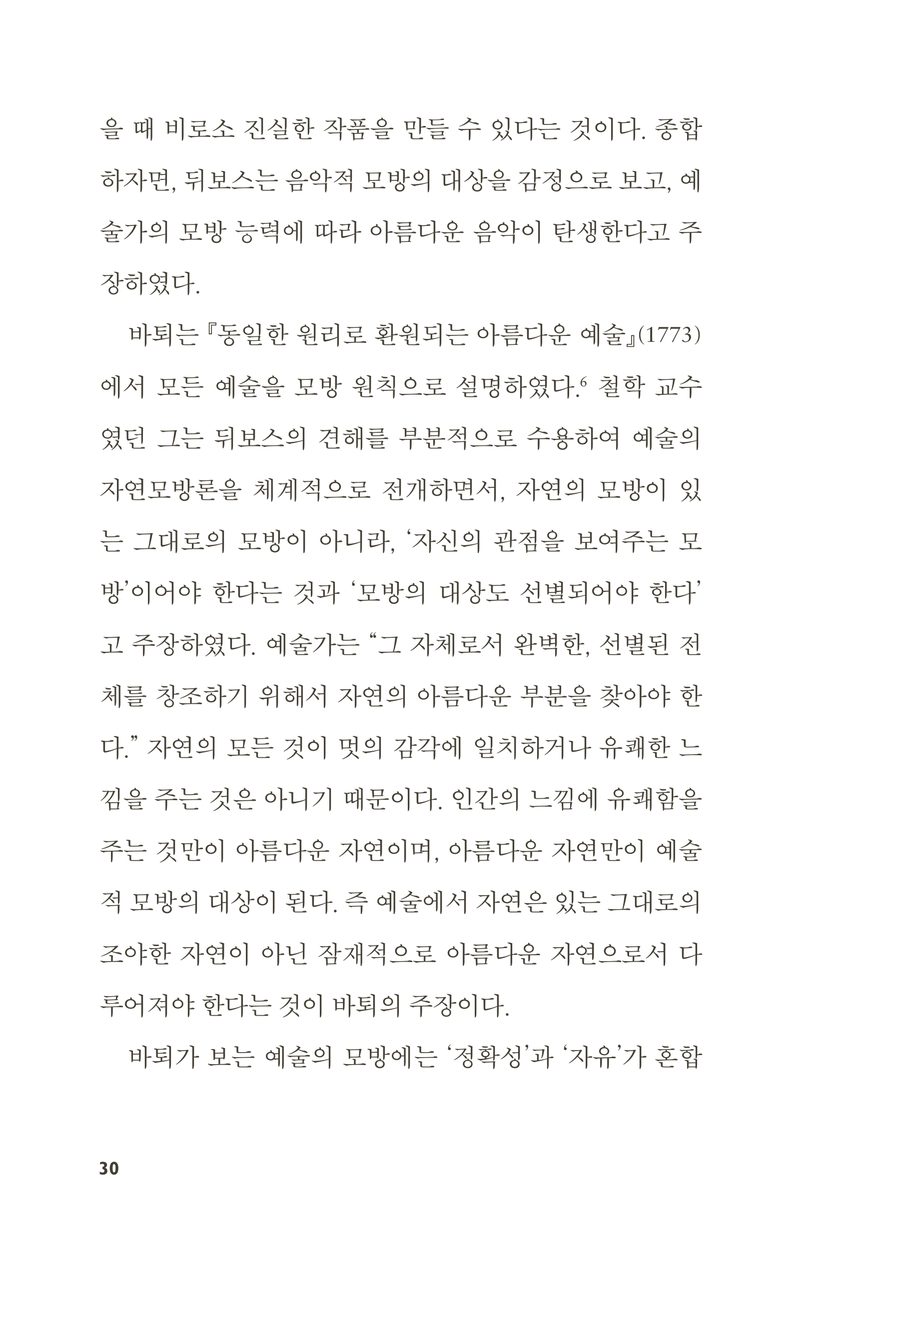 을 때 비로소 진실한 작품을 만들 수 있다는 것이다. 종합
하자면, 뒤보스는 음악적 모방의 대상을 감정으로 보고, 예
술가의 모방 능력에 따라 아름다운 음악이 탄생한다고 주
장하였다.
바퇴는 『동일한 원리로 환원되는 아름다운 예술』(1773)
에서 모든 예술을 모방 원칙으로 설명하였다.6 철학 교수
였던 그는 뒤보스의 견해를 부분적으로 수용하여 예술의
자연모방론을 체계적으로 전개하면서, 자연의 모방이 있
는 그대로의 모방이 아니라, ‘자신의 관점을 보여주는 모
방’이어야 한다는 것과 ‘모방의 대상도 선별되어야 한다’
고 주장하였다. 예술가는 “그 자체로서 완벽한, 선별된 전
체를 창조하기 위해서 자연의 아름다운 부분을 찾아야 한
다.” 자연의 모든 것이 멋의 감각에 일치하거나 유쾌한 느
낌을 주는 것은 아니기 때문이다. 인간의 느낌에 유쾌함을
주는 것만이 아름다운 자연이며, 아름다운 자연만이 예술
적 모방의 대상이 된다. 즉 예술에서 자연은 있는 그대로의
조야한 자연이 아닌 잠재적으로 아름다운 자연으로서 다
루어져야 한다는 것이 바퇴의 주장이다.
바퇴가 보는 예술의 모방에는 ‘정확성’과 ‘자유’가 혼합
30